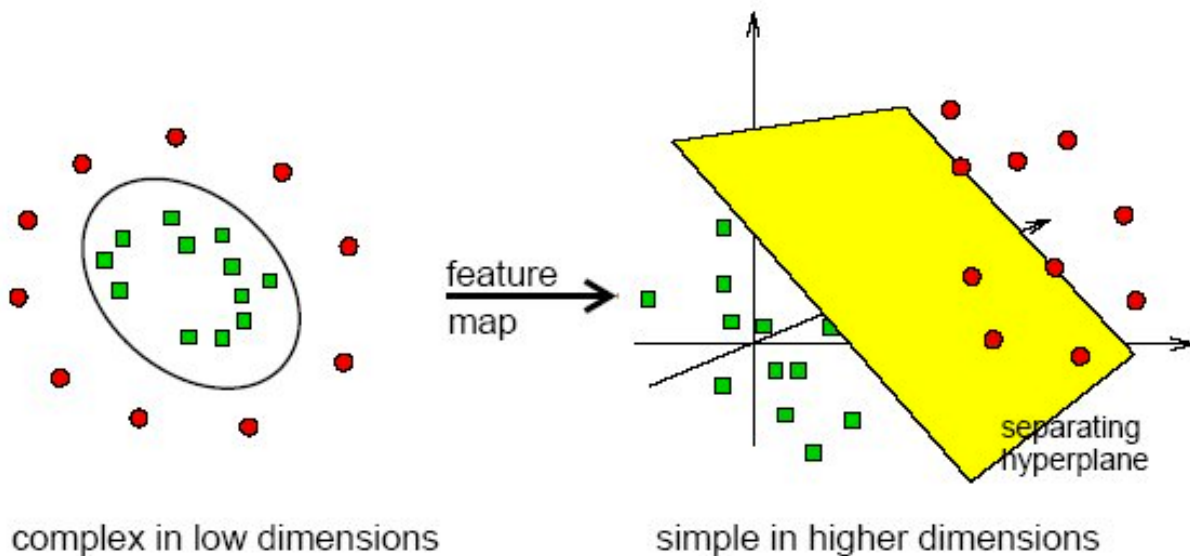 feature
map
separating
hyperplane
complex in low dimensions
simple in higher dimensions